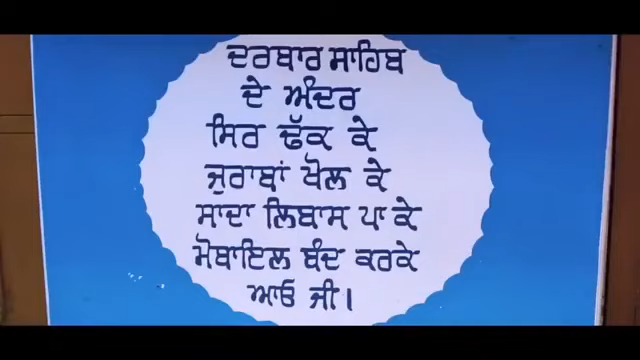 ਦਰਬਾਰ ਸਾਹਿਬ
ਦੇ ਅੰਦਰ
ਸਿਰ ਢੱਕ ਕੇ
ਜੁਰਾਬਾਂ ਖੋਲ ਕੇ
ਸਾਦਾ ਲਿਬਾਸ ਪਾ ਕੇ
ਮੋਬਾਇਲ ਬੰਦ ਕਰਕੇ
ਆਓ ਜੀ।